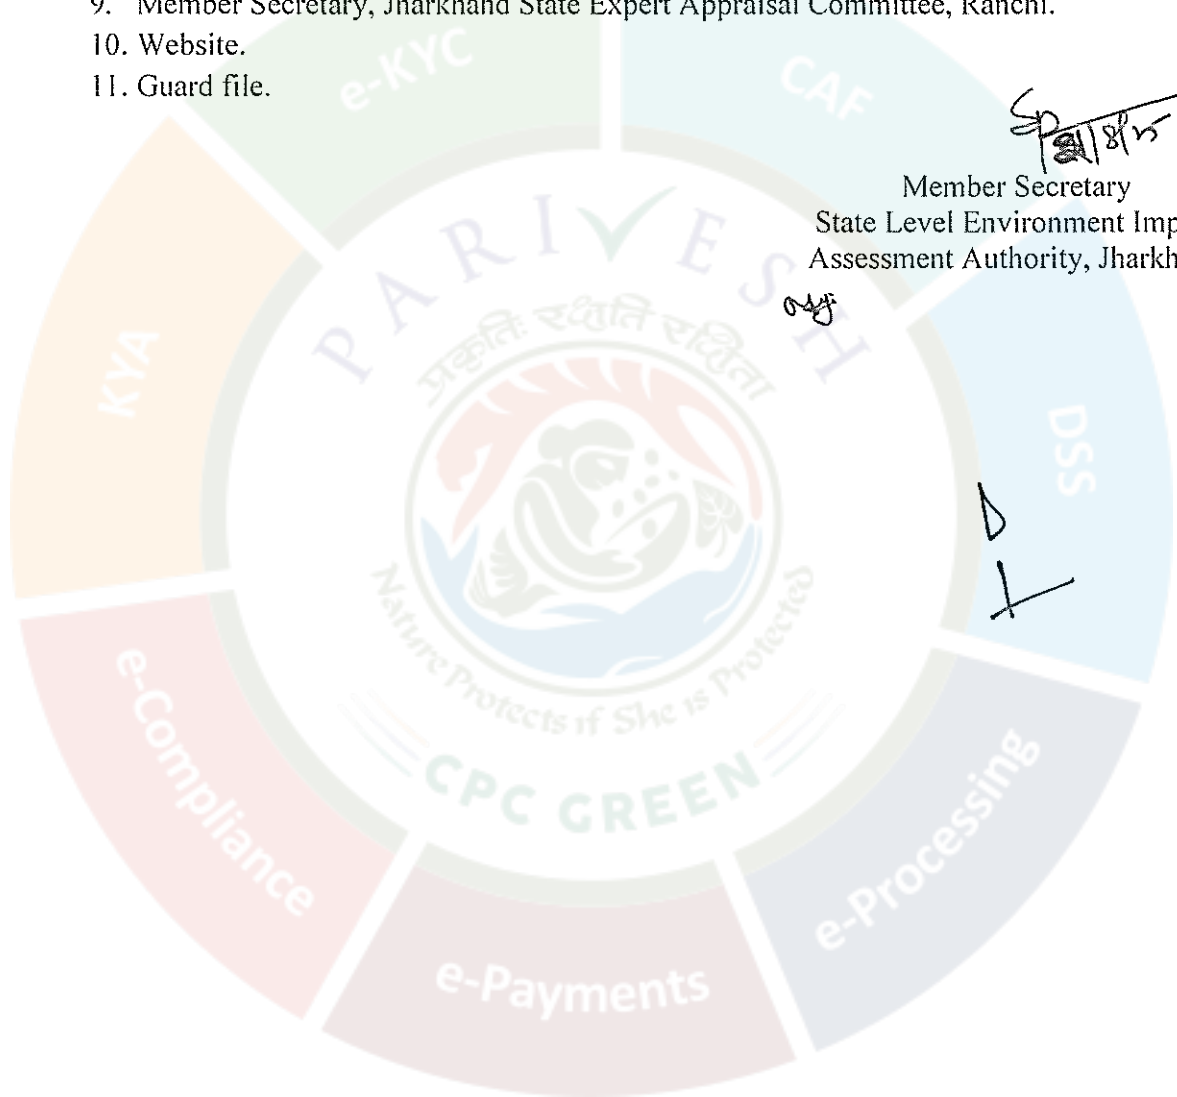 9. Member Secretary, Jharkhand State Expert Appraisal Committee, Ranchi.
10. Website.
11. Guard file.
Member Secretary
State Level Environment Imp
Assessment Authority, Jharkh
e-KYC
CAF
KYA
DSS
PARIVESH
प्रकृतिः रक्षति रक्षिता
Nature Protects if She is Protected
CPC GREEN
e-Compliance
e-Processing
e-Payments